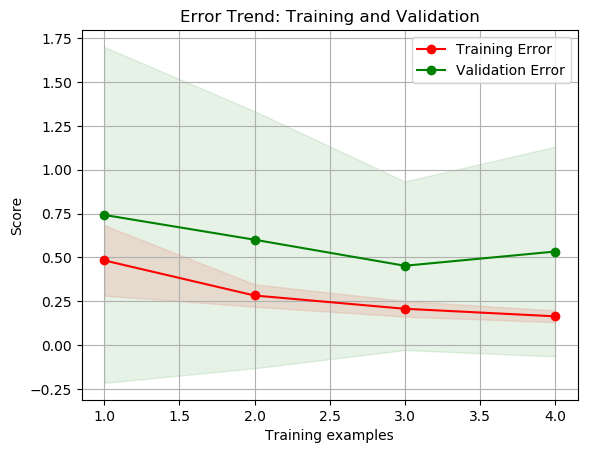 Error Trend: Training and Validation
1.75
1.50
1.25
1.00
0.75
0.50
0.25
0.00
−0.25
Score
Training Error
Validation Error
1.0 1.5 2.0 2.5 3.0 3.5 4.0
Training examples